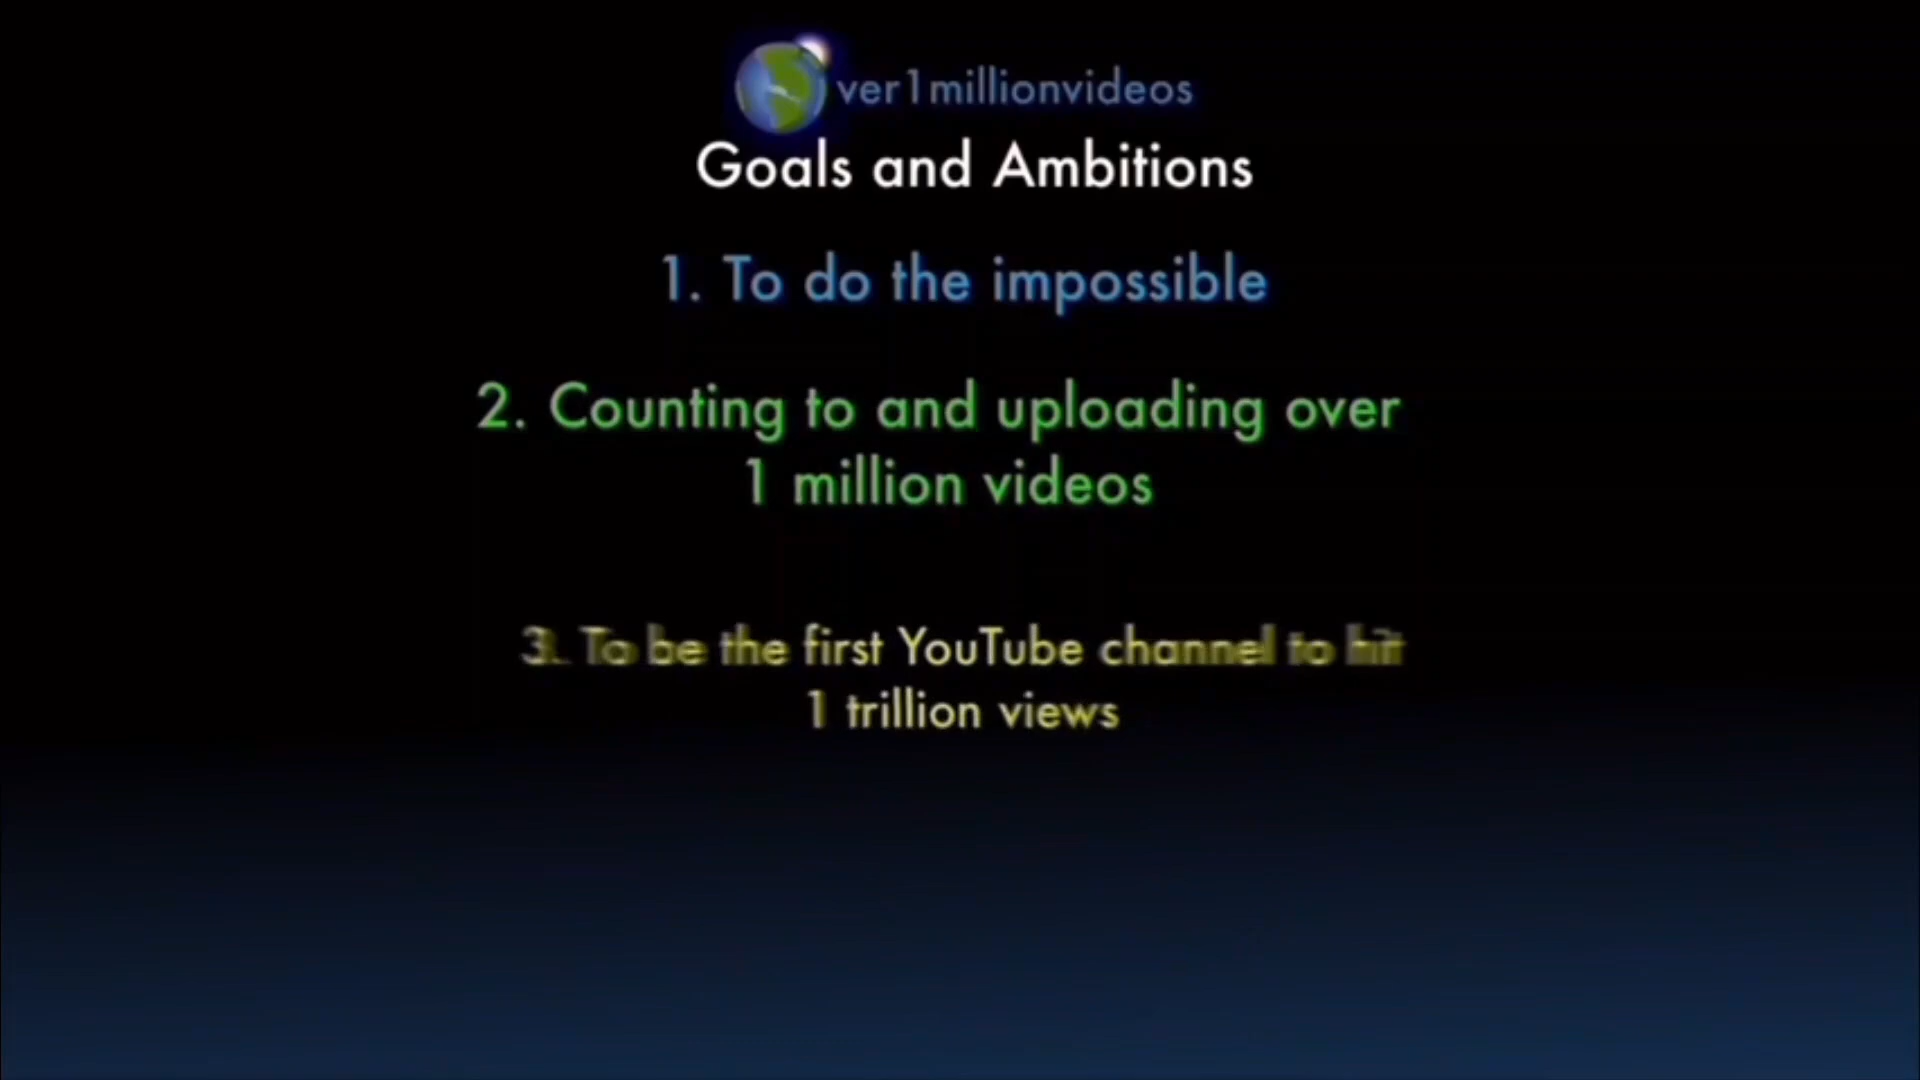 ver1millionvideos
Goals and Ambitions
1. To do the impossible
2. Counting to and uploading over
1 million videos
3. To be the first YouTube channel to hit
1 trillion views